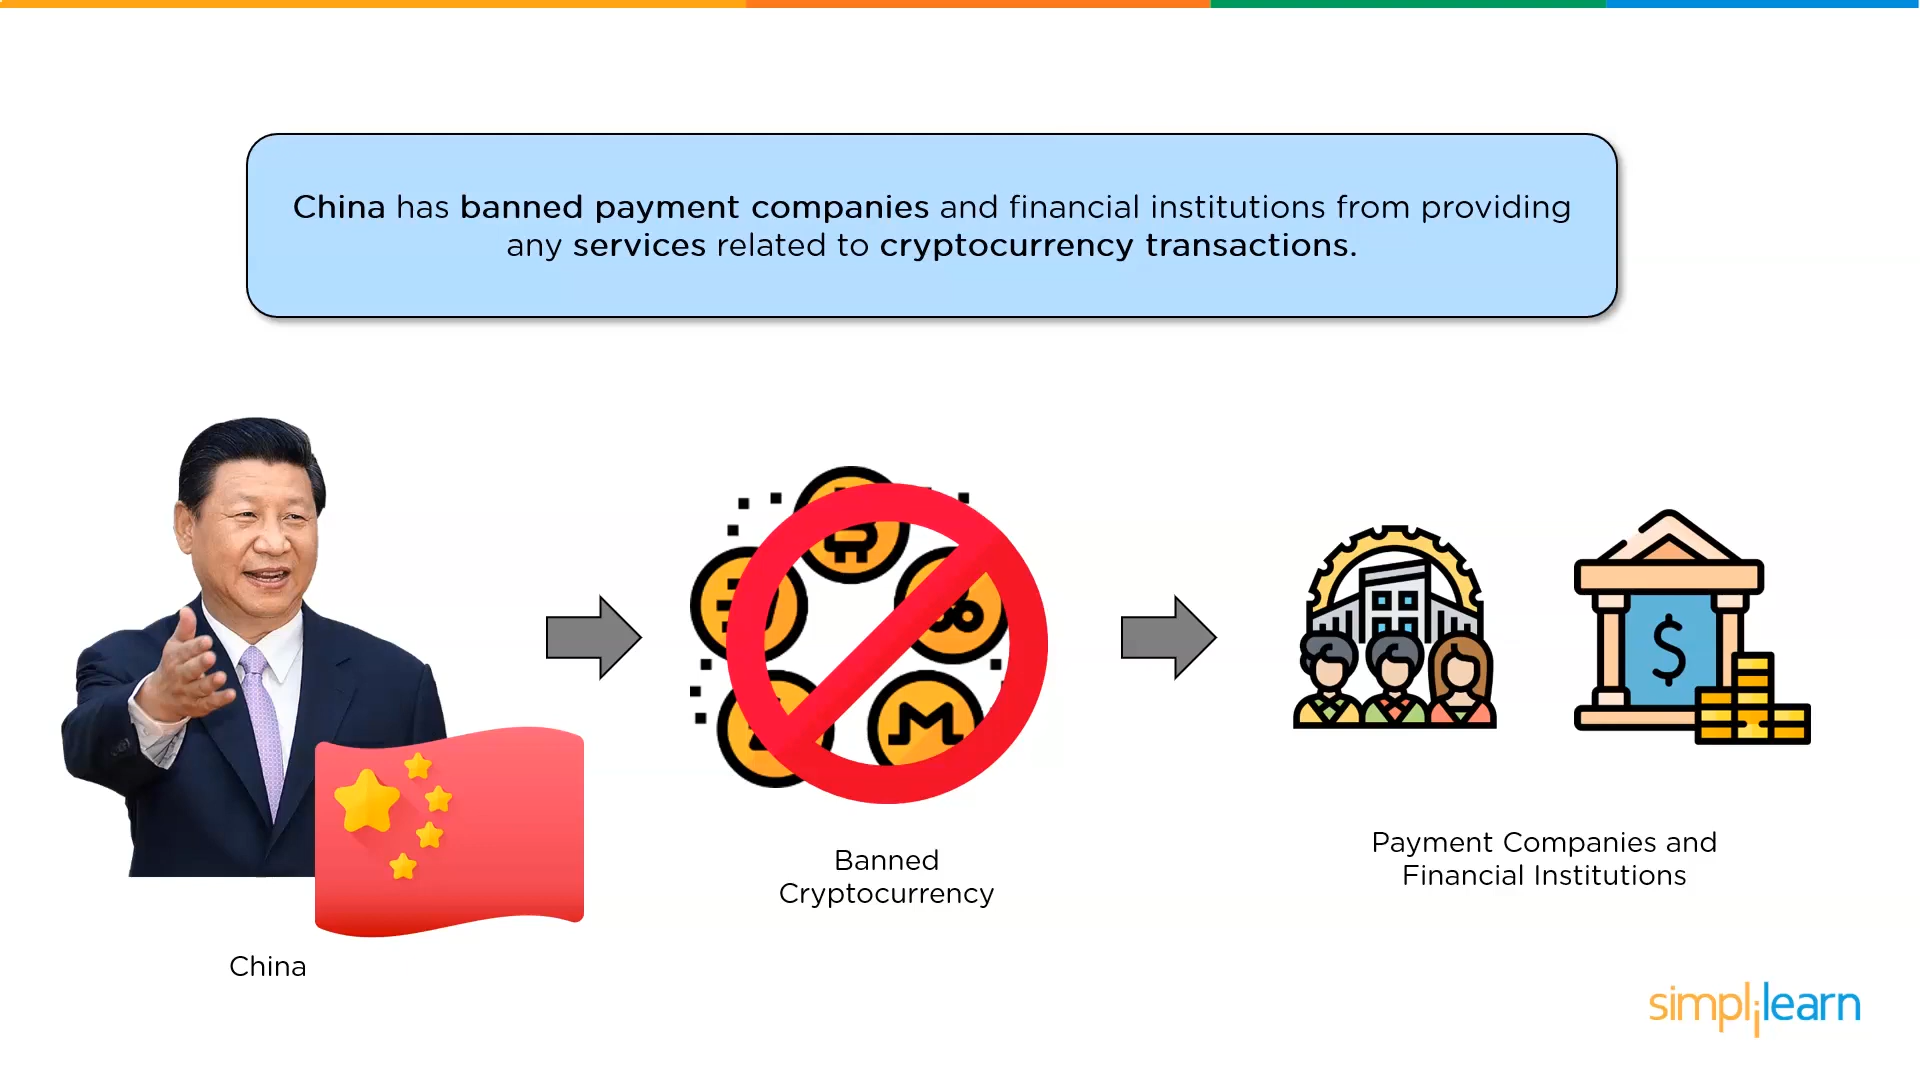 China has banned payment companies and financial institutions from providing
any services related to cryptocurrency transactions.
Banned
Cryptocurrency
Payment Companies and
Financial Institutions
China
simplilearn